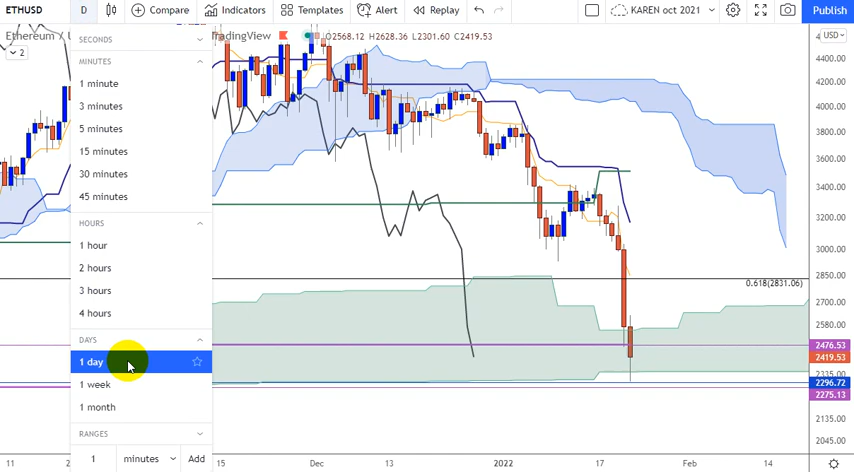 ETHUSD D Compare Indicators Templates Alert Replay KAREN oct 2021 Publish
Ethereum / U
TradingView O2568.12 H2628.36 L2301.60 C2419.53
USD
2
SECONDS
MINUTES
1 minute
3 minutes
5 minutes
15 minutes
30 minutes
45 minutes
HOURS
1 hour
2 hours
3 hours
4 hours
DAYS
1 day
1 week
1 month
RANGES
1 minutes Add
4400.00
4200.00
4000.00
3800.00
3600.00
3400.00
3200.00
3000.00
2850.00
0.618(2831.06)
2700.00
2580.00
2476.53
2419.53
2335.00
2296.72
2275.13
2135.00
2045.00
11 15 Dec 13 2022 17 Feb 14